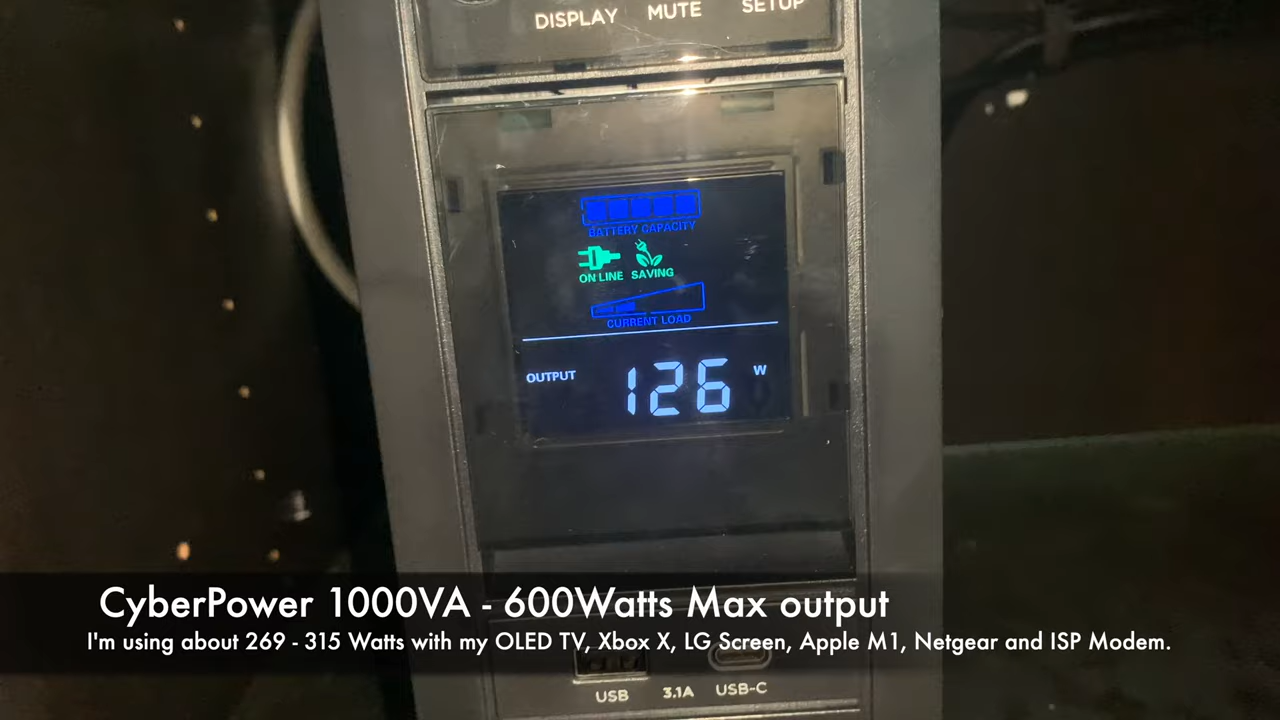 DISPLAY MUTE SETUP
BATTERY CAPACITY
ON LINE SAVING
CURRENT LOAD
OUTPUT 126 W
CyberPower 1000VA - 600Watts Max output
I'm using about 269 - 315 Watts with my OLED TV, Xbox X, LG Screen, Apple M1, Netgear and ISP Modem.
USB 3.1A USB-C